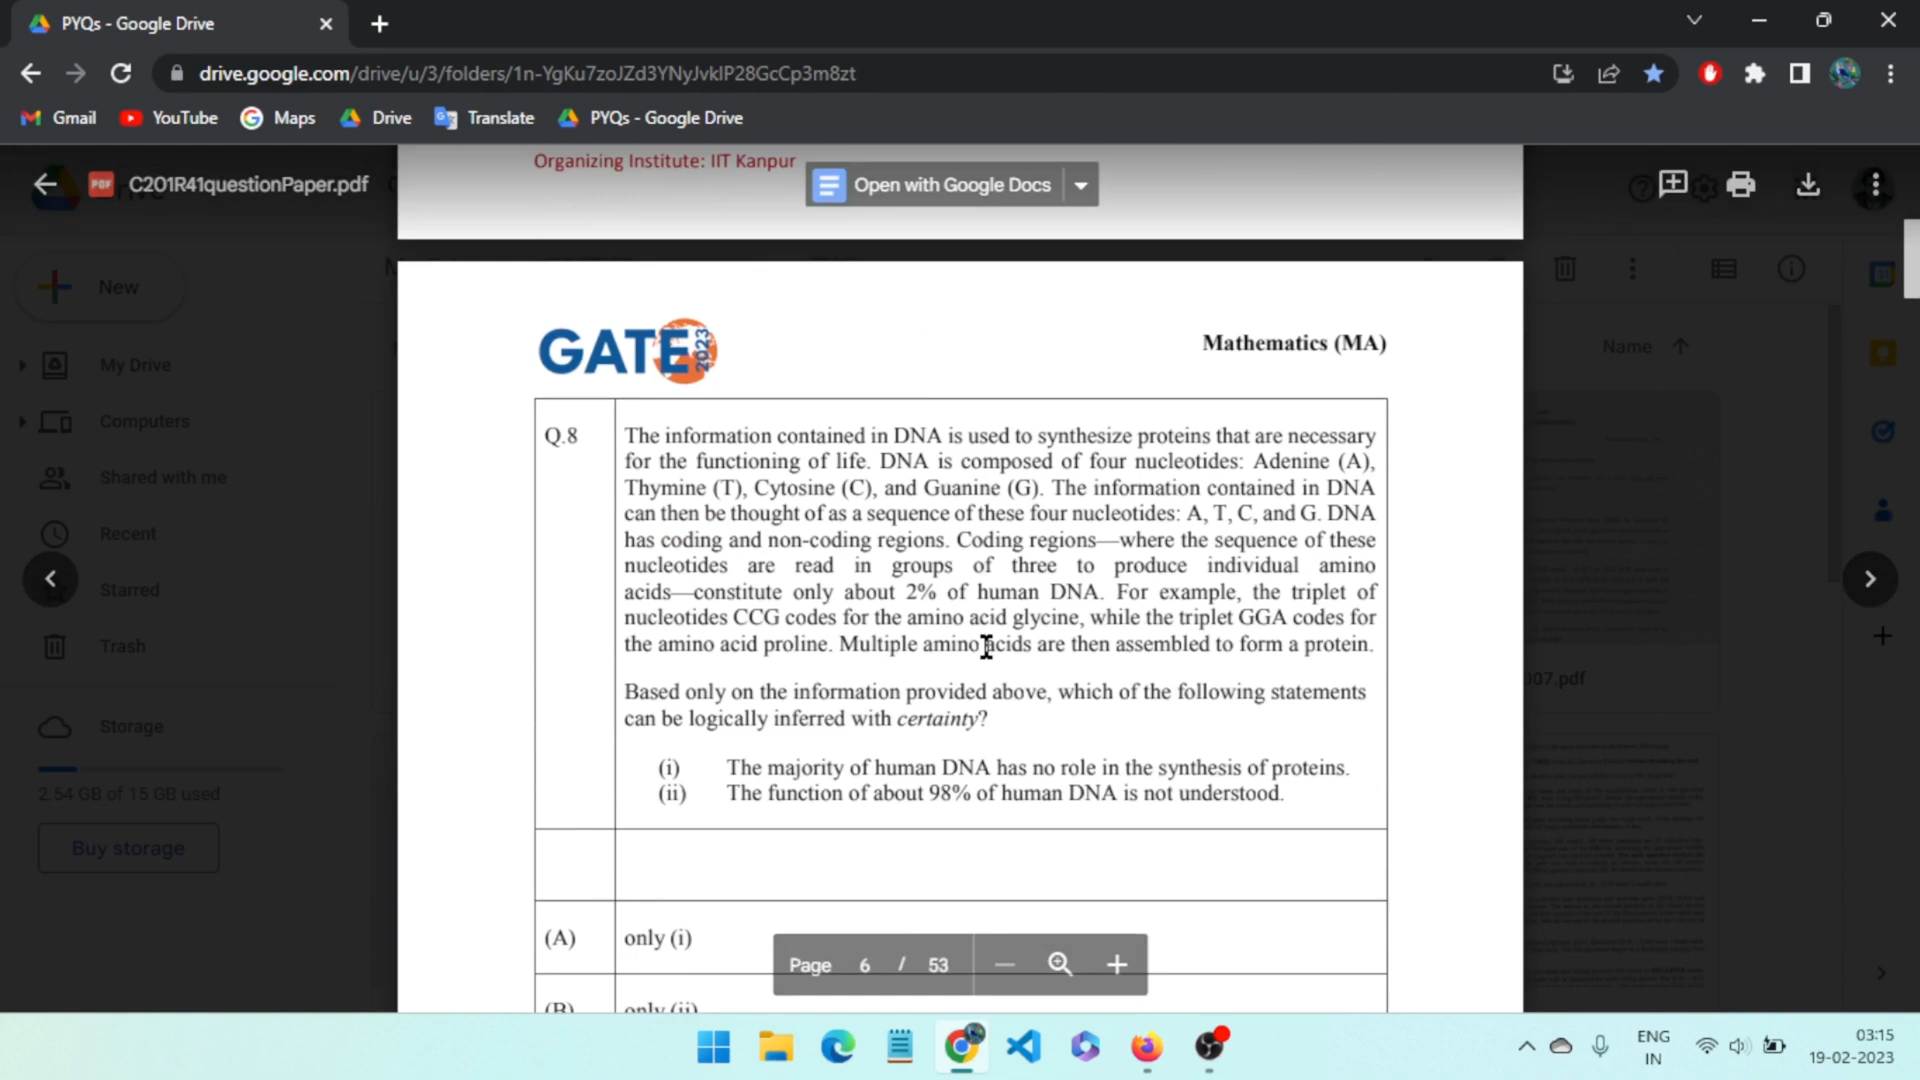 PYQs - Google Drive
drive.google.com/drive/u/3/folders/1n-YgKu7zoJZd3YNyJvkIP28GcCp3m8zt
Gmail YouTube Maps Drive Translate PYQs - Google Drive
Organizing Institute: IIT Kanpur
PDF C201R41questionPaper.pdf
Open with Google Docs
New
My Drive
Computers
Shared with me
Recent
Starred
Trash
Storage
2.54 GB of 15 GB used
Buy storage
Name
007.pdf
GATE 2023
Mathematics (MA)
Q.8
The information contained in DNA is used to synthesize proteins that are necessary
for the functioning of life. DNA is composed of four nucleotides: Adenine (A),
Thymine (T), Cytosine (C), and Guanine (G). The information contained in DNA
can then be thought of as a sequence of these four nucleotides: A, T, C, and G. DNA
has coding and non-coding regions. Coding regions—where the sequence of these
nucleotides are read in groups of three to produce individual amino
acids—constitute only about 2% of human DNA. For example, the triplet of
nucleotides CCG codes for the amino acid glycine, while the triplet GGA codes for
the amino acid proline. Multiple amino acids are then assembled to form a protein.
Based only on the information provided above, which of the following statements
can be logically inferred with certainty?
(i) The majority of human DNA has no role in the synthesis of proteins.
(ii) The function of about 98% of human DNA is not understood.
(A) only (i)
(B) only (ii)
Page 6 / 53
ENG
IN
03:15
19-02-2023